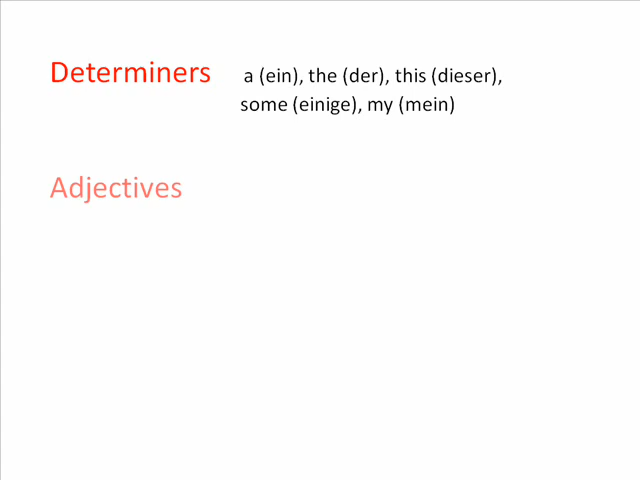 Determiners a (ein), the (der), this (dieser),
some (einige), my (mein)
Adjectives